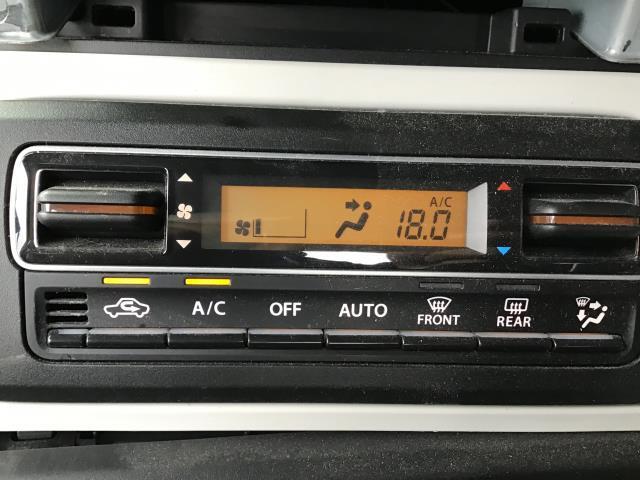 A/C
18.0
A/C OFF AUTO FRONT REAR